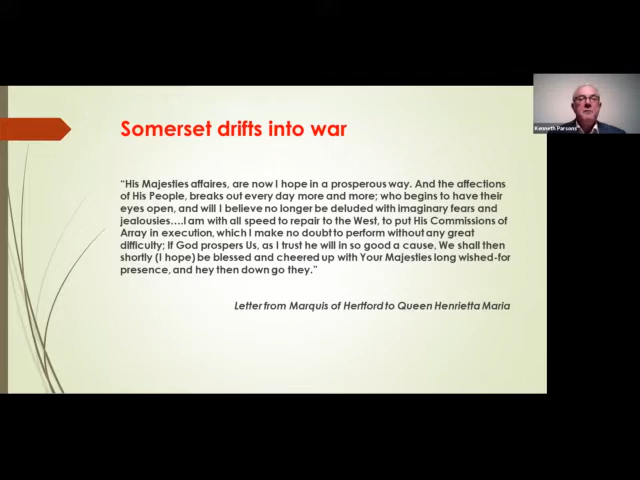 Somerset drifts into war
Kenneth Parsons
“His Majesties affaires, are now I hope in a prosperous way. And the affections
of His People, breaks out every day more and more; who begins to have their
eyes open, and will I believe no longer be deluded with imaginary fears and
jealousies….I am with all speed to repair to the West, to put His Commissions of
Array in execution, which I make no doubt to perform without any great
difficulty; If God prospers Us, as I trust he will in so good a cause, We shall then
shortly (I hope) be blessed and cheered up with Your Majesties long wished-for
presence, and hey then down go they.”
Letter from Marquis of Hertford to Queen Henrietta Maria